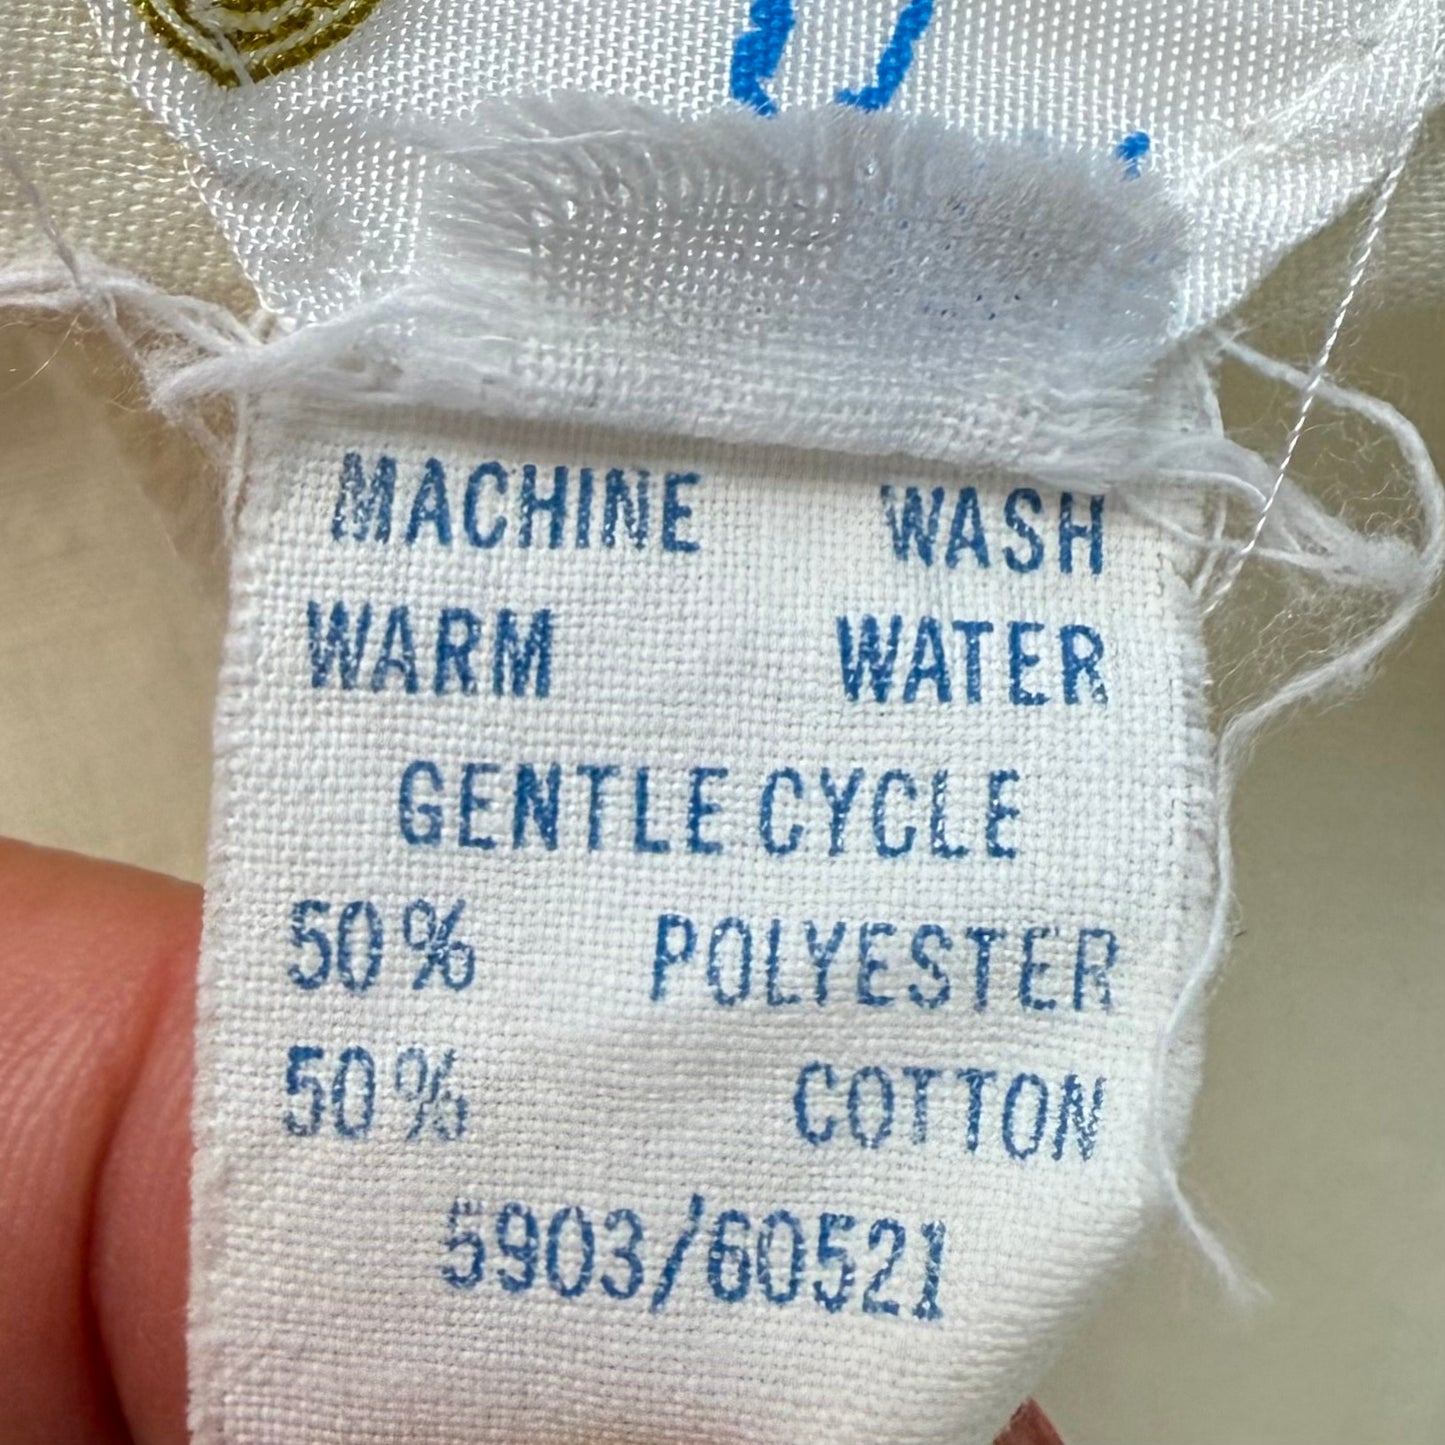 MACHINE WASH
WARM WATER
GENTLE CYCLE
50% POLYESTER
50% COTTON
5903/60521